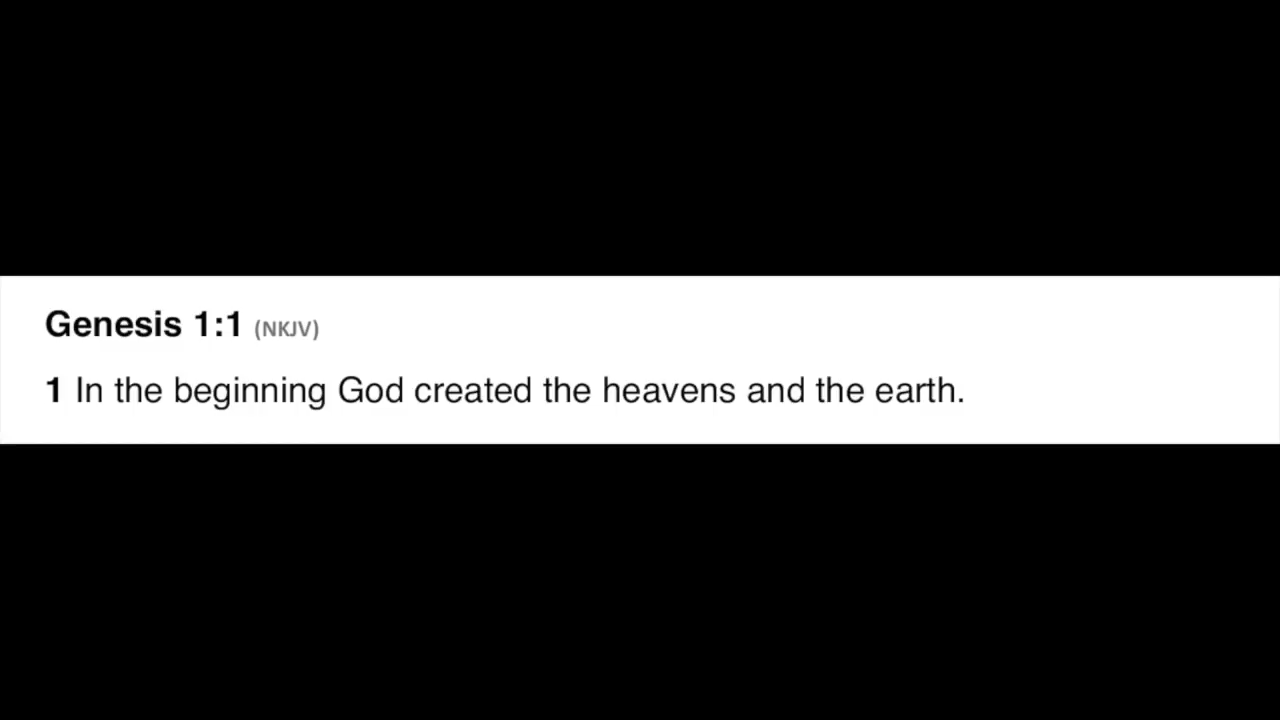 Genesis 1:1 (NKJV)
1 In the beginning God created the heavens and the earth.